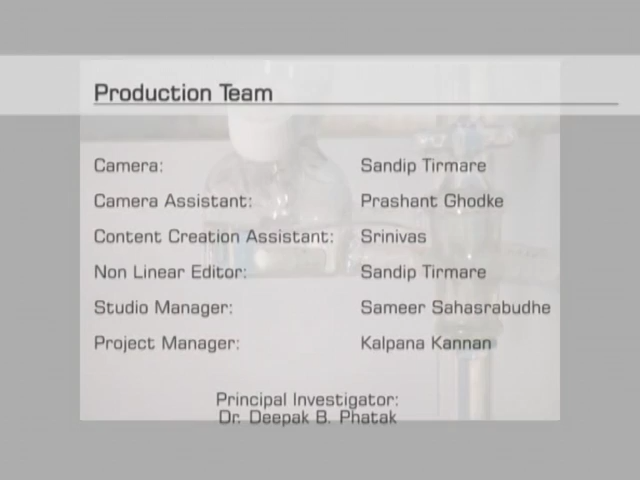 Production Team
Camera: Sandip Tirmare
Camera Assistant: Prashant Ghodke
Content Creation Assistant: Srinivas
Non Linear Editor: Sandip Tirmare
Studio Manager: Sameer Sahasrabudhe
Project Manager: Kalpana Kannan
Principal Investigator:
Dr. Deepak B. Phatak